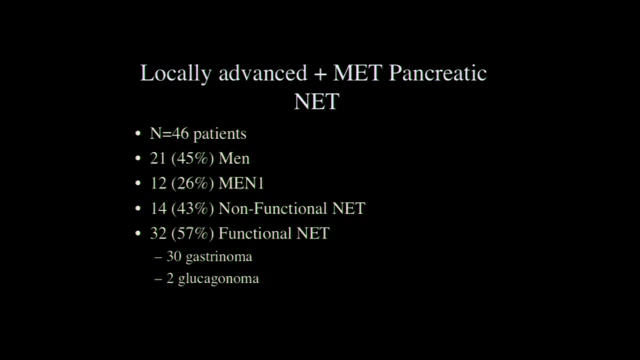 Locally advanced + MET Pancreatic
NET
• N=46 patients
• 21 (45%) Men
• 12 (26%) MEN1
• 14 (43%) Non-Functional NET
• 32 (57%) Functional NET
– 30 gastrinoma
– 2 glucagonoma